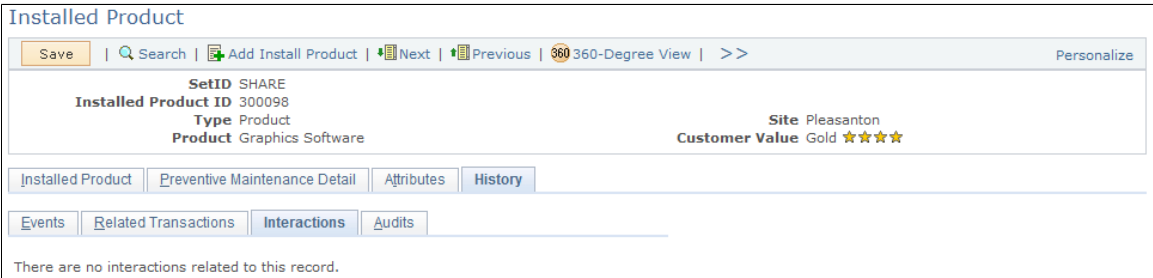 Installed Product
Save | Search | Add Install Product | Next | Previous | 360 360-Degree View | >> Personalize
SetID SHARE
Installed Product ID 300098
Type Product Site Pleasanton
Product Graphics Software Customer Value Gold
Installed Product Preventive Maintenance Detail Attributes History
Events Related Transactions Interactions Audits
There are no interactions related to this record.